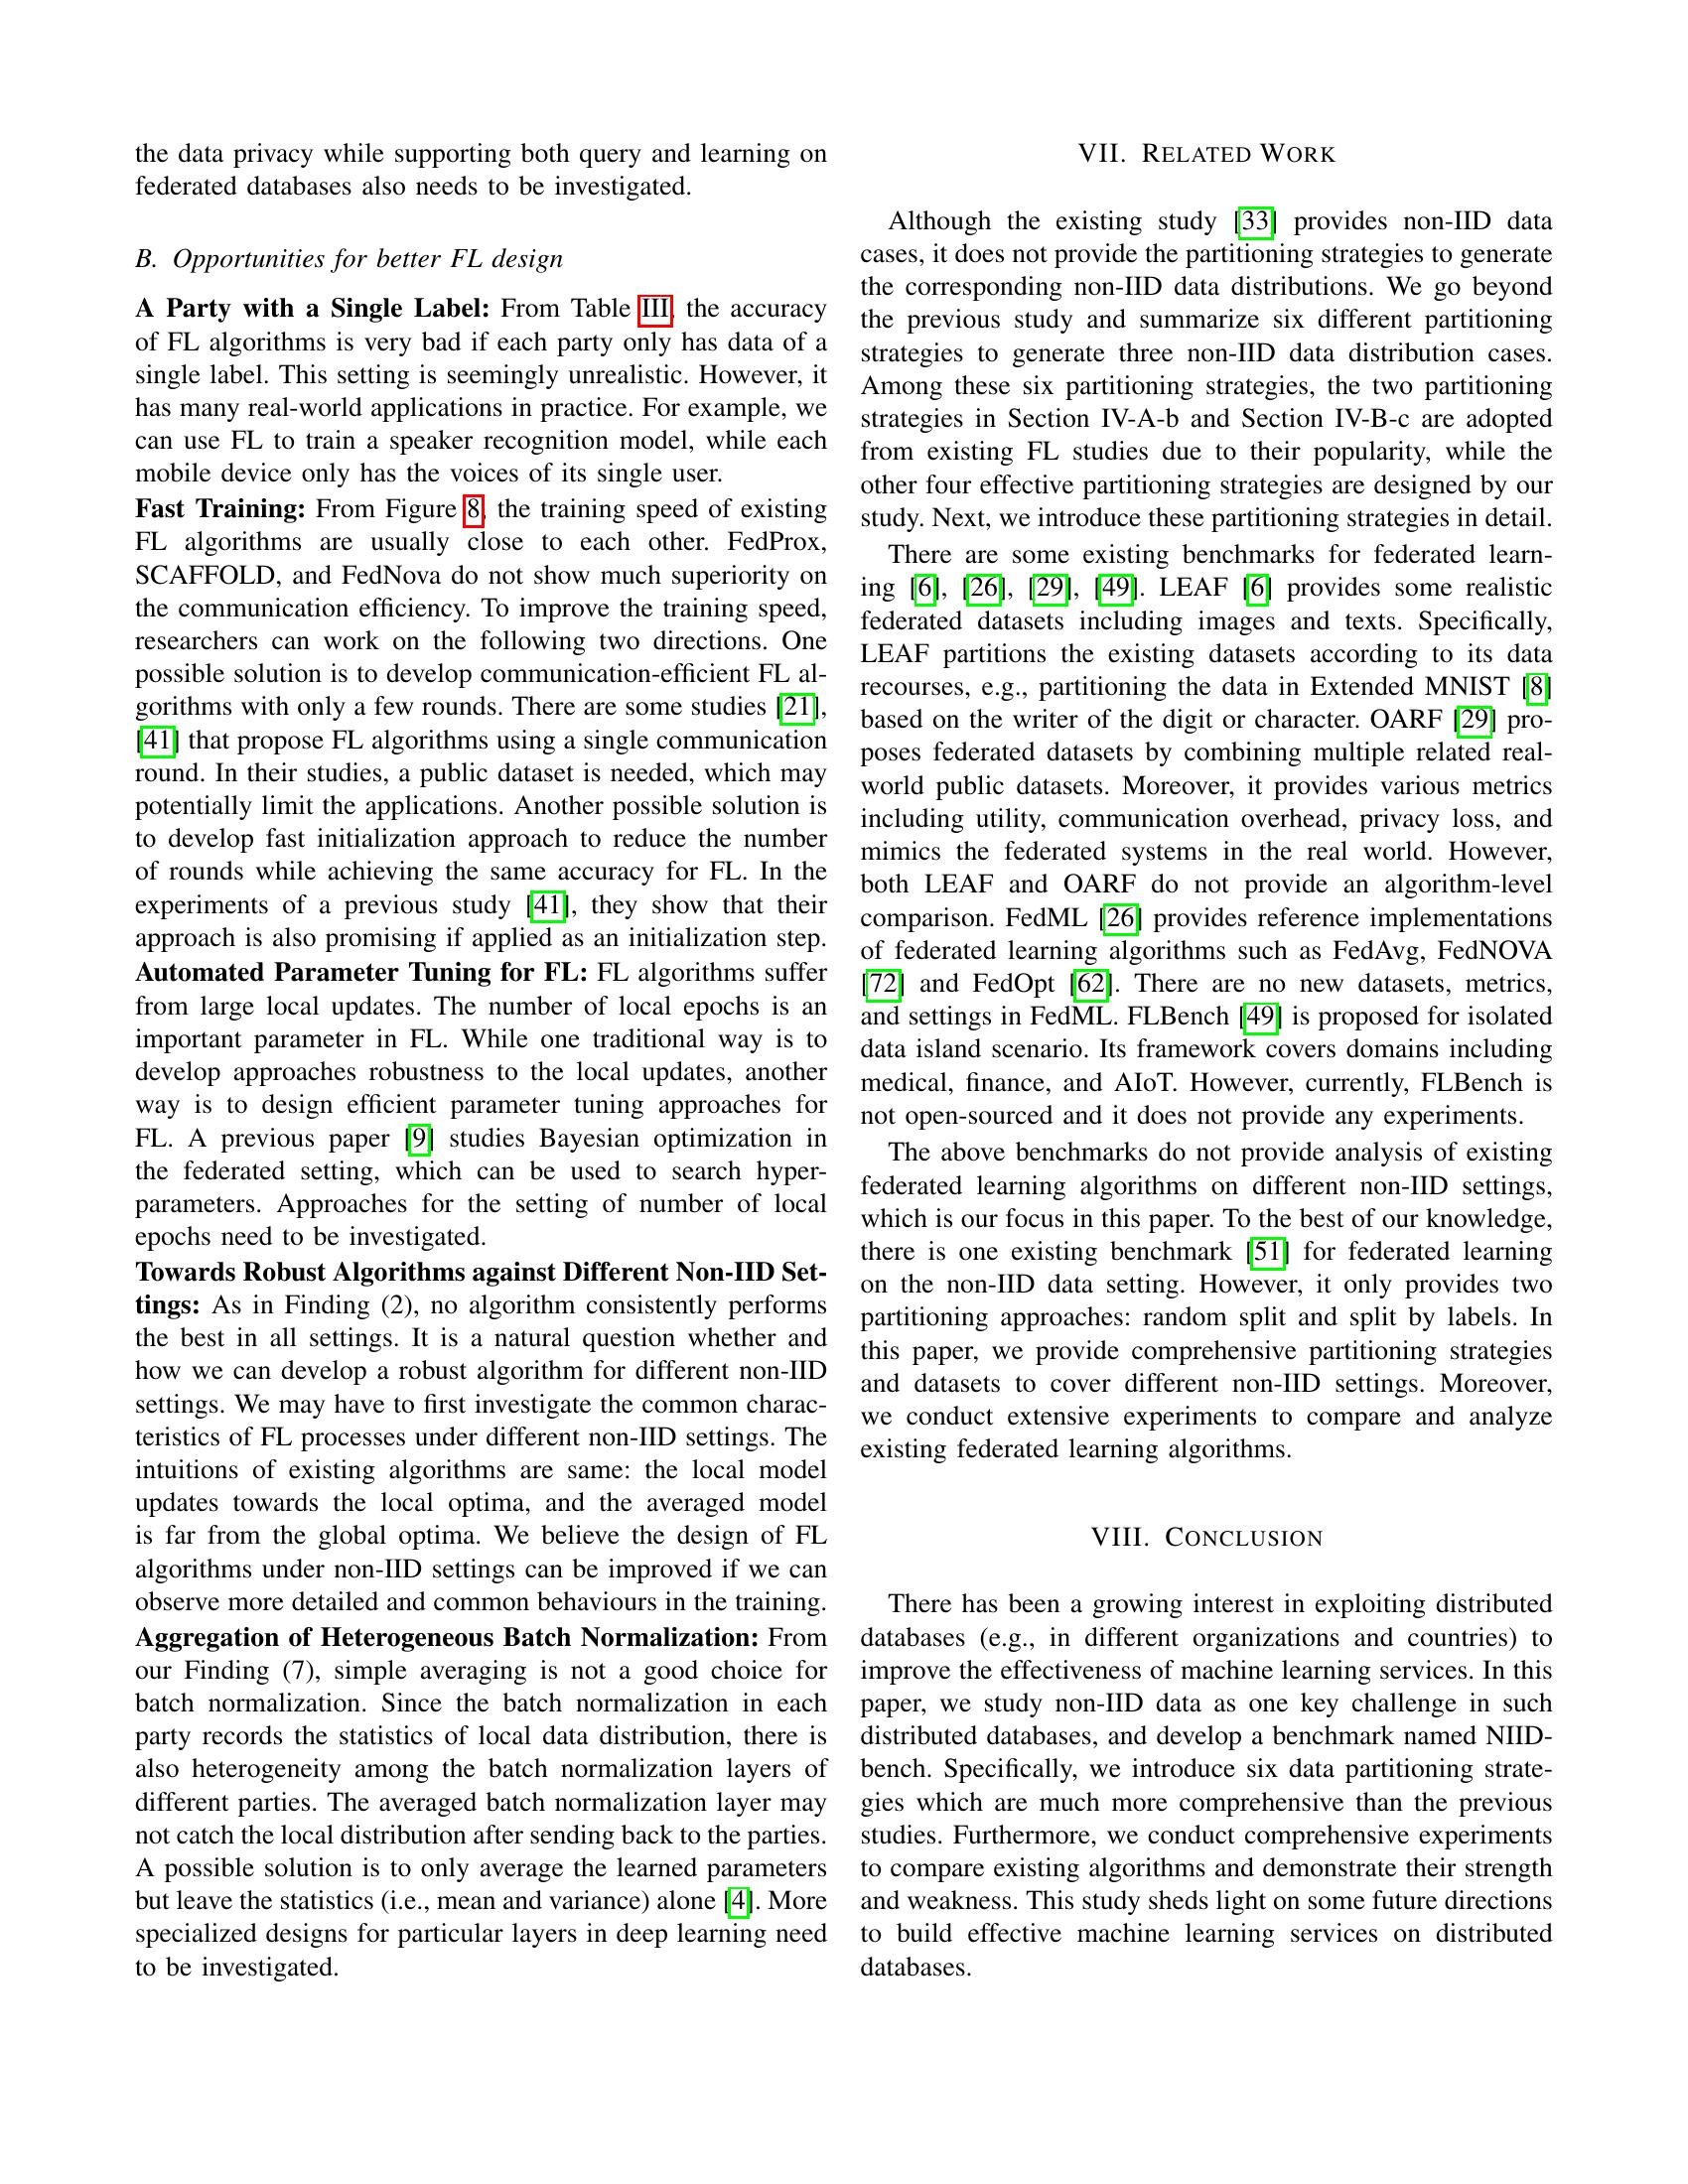 the data privacy while supporting both query and learning on
federated databases also needs to be investigated.
B. Opportunities for better FL design
A Party with a Single Label: From Table III, the accuracy
of FL algorithms is very bad if each party only has data of a
single label. This setting is seemingly unrealistic. However, it
has many real-world applications in practice. For example, we
can use FL to train a speaker recognition model, while each
mobile device only has the voices of its single user.
Fast Training: From Figure 8, the training speed of existing
FL algorithms are usually close to each other. FedProx,
SCAFFOLD, and FedNova do not show much superiority on
the communication efficiency. To improve the training speed,
researchers can work on the following two directions. One
possible solution is to develop communication-efficient FL al-
gorithms with only a few rounds. There are some studies [21],
[41] that propose FL algorithms using a single communication
round. In their studies, a public dataset is needed, which may
potentially limit the applications. Another possible solution is
to develop fast initialization approach to reduce the number
of rounds while achieving the same accuracy for FL. In the
experiments of a previous study [41], they show that their
approach is also promising if applied as an initialization step.
Automated Parameter Tuning for FL: FL algorithms suffer
from large local updates. The number of local epochs is an
important parameter in FL. While one traditional way is to
develop approaches robustness to the local updates, another
way is to design efficient parameter tuning approaches for
FL. A previous paper [9] studies Bayesian optimization in
the federated setting, which can be used to search hyper-
parameters. Approaches for the setting of number of local
epochs need to be investigated.
Towards Robust Algorithms against Different Non-IID Set-
tings: As in Finding (2), no algorithm consistently performs
the best in all settings. It is a natural question whether and
how we can develop a robust algorithm for different non-IID
settings. We may have to first investigate the common charac-
teristics of FL processes under different non-IID settings. The
intuitions of existing algorithms are same: the local model
updates towards the local optima, and the averaged model
is far from the global optima. We believe the design of FL
algorithms under non-IID settings can be improved if we can
observe more detailed and common behaviours in the training.
Aggregation of Heterogeneous Batch Normalization: From
our Finding (7), simple averaging is not a good choice for
batch normalization. Since the batch normalization in each
party records the statistics of local data distribution, there is
also heterogeneity among the batch normalization layers of
different parties. The averaged batch normalization layer may
not catch the local distribution after sending back to the parties.
A possible solution is to only average the learned parameters
but leave the statistics (i.e., mean and variance) alone [4]. More
specialized designs for particular layers in deep learning need
to be investigated.
VII. RELATED WORK
Although the existing study [33] provides non-IID data
cases, it does not provide the partitioning strategies to generate
the corresponding non-IID data distributions. We go beyond
the previous study and summarize six different partitioning
strategies to generate three non-IID data distribution cases.
Among these six partitioning strategies, the two partitioning
strategies in Section IV-A-b and Section IV-B-c are adopted
from existing FL studies due to their popularity, while the
other four effective partitioning strategies are designed by our
study. Next, we introduce these partitioning strategies in detail.
There are some existing benchmarks for federated learn-
ing [6], [26], [29], [49]. LEAF [6] provides some realistic
federated datasets including images and texts. Specifically,
LEAF partitions the existing datasets according to its data
recourses, e.g., partitioning the data in Extended MNIST [8]
based on the writer of the digit or character. OARF [29] pro-
poses federated datasets by combining multiple related real-
world public datasets. Moreover, it provides various metrics
including utility, communication overhead, privacy loss, and
mimics the federated systems in the real world. However,
both LEAF and OARF do not provide an algorithm-level
comparison. FedML [26] provides reference implementations
of federated learning algorithms such as FedAvg, FedNOVA
[72] and FedOpt [62]. There are no new datasets, metrics,
and settings in FedML. FLBench [49] is proposed for isolated
data island scenario. Its framework covers domains including
medical, finance, and AIoT. However, currently, FLBench is
not open-sourced and it does not provide any experiments.
The above benchmarks do not provide analysis of existing
federated learning algorithms on different non-IID settings,
which is our focus in this paper. To the best of our knowledge,
there is one existing benchmark [51] for federated learning
on the non-IID data setting. However, it only provides two
partitioning approaches: random split and split by labels. In
this paper, we provide comprehensive partitioning strategies
and datasets to cover different non-IID settings. Moreover,
we conduct extensive experiments to compare and analyze
existing federated learning algorithms.
VIII. CONCLUSION
There has been a growing interest in exploiting distributed
databases (e.g., in different organizations and countries) to
improve the effectiveness of machine learning services. In this
paper, we study non-IID data as one key challenge in such
distributed databases, and develop a benchmark named NIID-
bench. Specifically, we introduce six data partitioning strate-
gies which are much more comprehensive than the previous
studies. Furthermore, we conduct comprehensive experiments
to compare existing algorithms and demonstrate their strength
and weakness. This study sheds light on some future directions
to build effective machine learning services on distributed
databases.